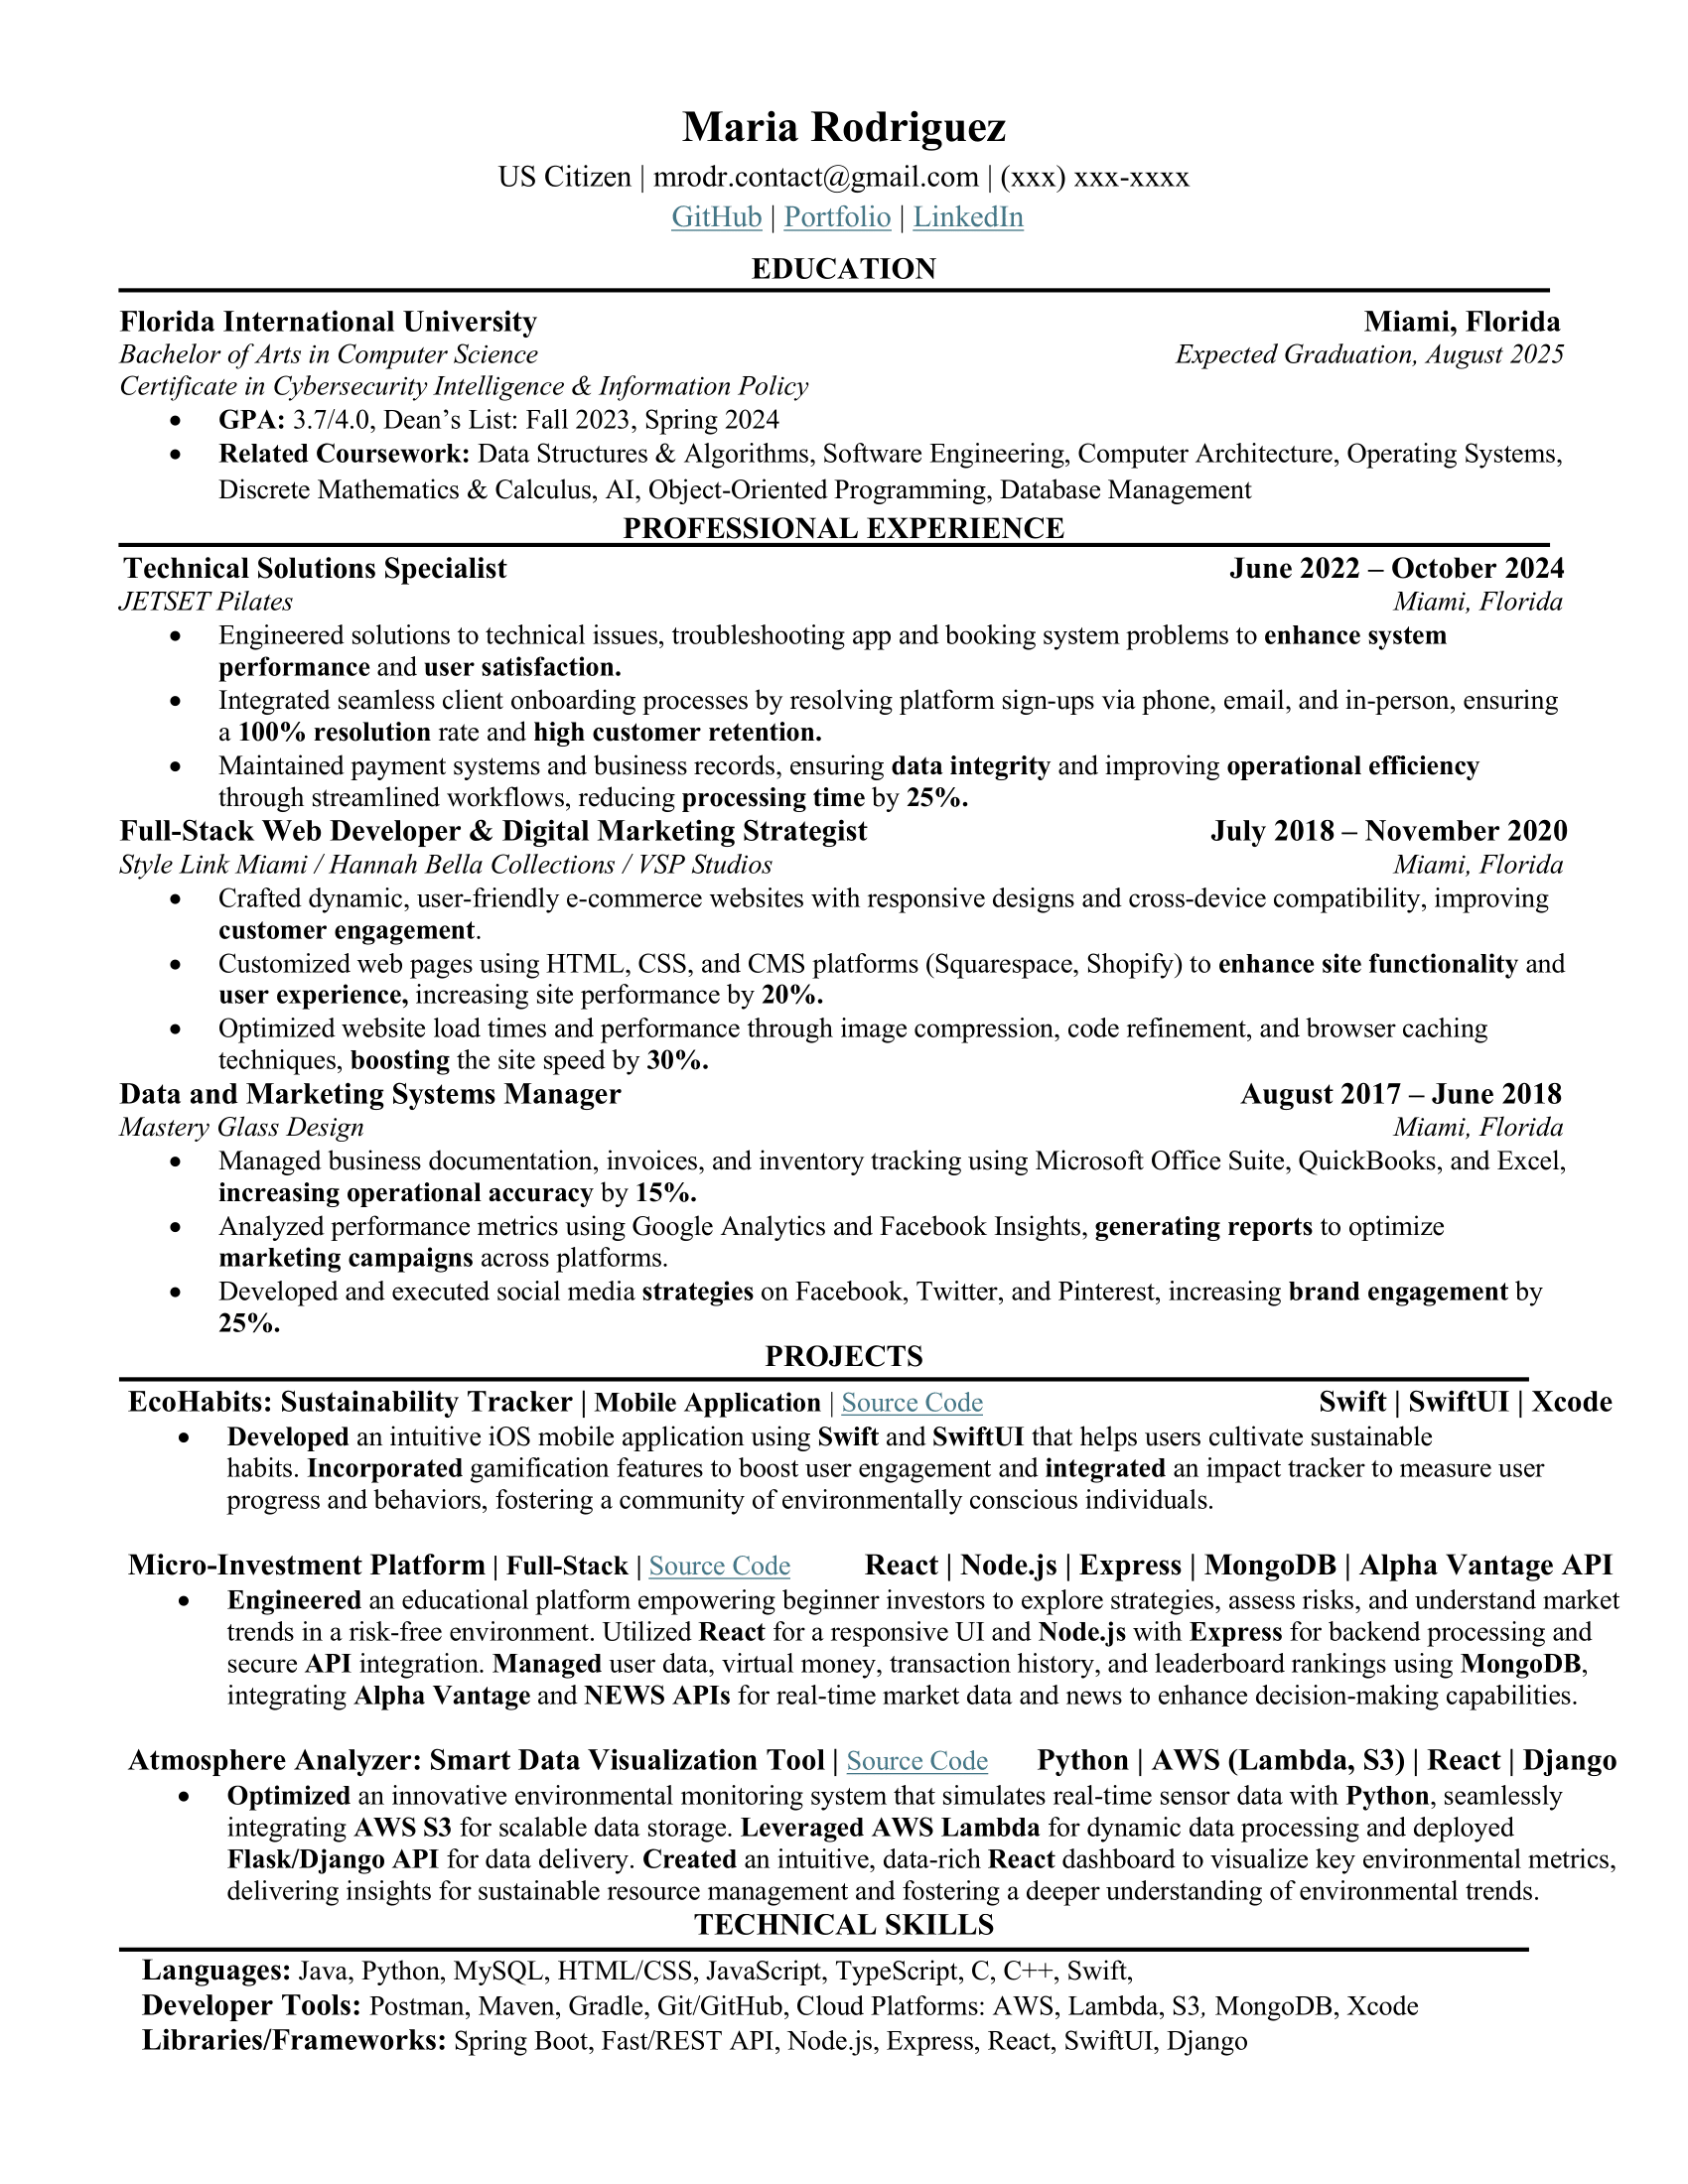 Maria Rodriguez
US Citizen | mrodr.contact@gmail.com | (xxx) xxx-xxxx
GitHub | Portfolio | LinkedIn
EDUCATION
Florida International University Miami, Florida
Bachelor of Arts in Computer Science Expected Graduation, August 2025
Certificate in Cybersecurity Intelligence & Information Policy
• GPA: 3.7/4.0, Dean’s List: Fall 2023, Spring 2024
• Related Coursework: Data Structures & Algorithms, Software Engineering, Computer Architecture, Operating Systems,
Discrete Mathematics & Calculus, AI, Object-Oriented Programming, Database Management
PROFESSIONAL EXPERIENCE
Technical Solutions Specialist June 2022 – October 2024
JETSET Pilates Miami, Florida
• Engineered solutions to technical issues, troubleshooting app and booking system problems to enhance system
performance and user satisfaction.
• Integrated seamless client onboarding processes by resolving platform sign-ups via phone, email, and in-person, ensuring
a 100% resolution rate and high customer retention.
• Maintained payment systems and business records, ensuring data integrity and improving operational efficiency
through streamlined workflows, reducing processing time by 25%.
Full-Stack Web Developer & Digital Marketing Strategist July 2018 – November 2020
Style Link Miami / Hannah Bella Collections / VSP Studios Miami, Florida
• Crafted dynamic, user-friendly e-commerce websites with responsive designs and cross-device compatibility, improving
customer engagement.
• Customized web pages using HTML, CSS, and CMS platforms (Squarespace, Shopify) to enhance site functionality and
user experience, increasing site performance by 20%.
• Optimized website load times and performance through image compression, code refinement, and browser caching
techniques, boosting the site speed by 30%.
Data and Marketing Systems Manager August 2017 – June 2018
Mastery Glass Design Miami, Florida
• Managed business documentation, invoices, and inventory tracking using Microsoft Office Suite, QuickBooks, and Excel,
increasing operational accuracy by 15%.
• Analyzed performance metrics using Google Analytics and Facebook Insights, generating reports to optimize
marketing campaigns across platforms.
• Developed and executed social media strategies on Facebook, Twitter, and Pinterest, increasing brand engagement by
25%.
PROJECTS
EcoHabits: Sustainability Tracker | Mobile Application | Source Code Swift | SwiftUI | Xcode
• Developed an intuitive iOS mobile application using Swift and SwiftUI that helps users cultivate sustainable
habits. Incorporated gamification features to boost user engagement and integrated an impact tracker to measure user
progress and behaviors, fostering a community of environmentally conscious individuals.
Micro-Investment Platform | Full-Stack | Source Code React | Node.js | Express | MongoDB | Alpha Vantage API
• Engineered an educational platform empowering beginner investors to explore strategies, assess risks, and understand market
trends in a risk-free environment. Utilized React for a responsive UI and Node.js with Express for backend processing and
secure API integration. Managed user data, virtual money, transaction history, and leaderboard rankings using MongoDB,
integrating Alpha Vantage and NEWS APIs for real-time market data and news to enhance decision-making capabilities.
Atmosphere Analyzer: Smart Data Visualization Tool | Source Code Python | AWS (Lambda, S3) | React | Django
• Optimized an innovative environmental monitoring system that simulates real-time sensor data with Python, seamlessly
integrating AWS S3 for scalable data storage. Leveraged AWS Lambda for dynamic data processing and deployed
Flask/Django API for data delivery. Created an intuitive, data-rich React dashboard to visualize key environmental metrics,
delivering insights for sustainable resource management and fostering a deeper understanding of environmental trends.
TECHNICAL SKILLS
Languages: Java, Python, MySQL, HTML/CSS, JavaScript, TypeScript, C, C++, Swift,
Developer Tools: Postman, Maven, Gradle, Git/GitHub, Cloud Platforms: AWS, Lambda, S3, MongoDB, Xcode
Libraries/Frameworks: Spring Boot, Fast/REST API, Node.js, Express, React, SwiftUI, Django